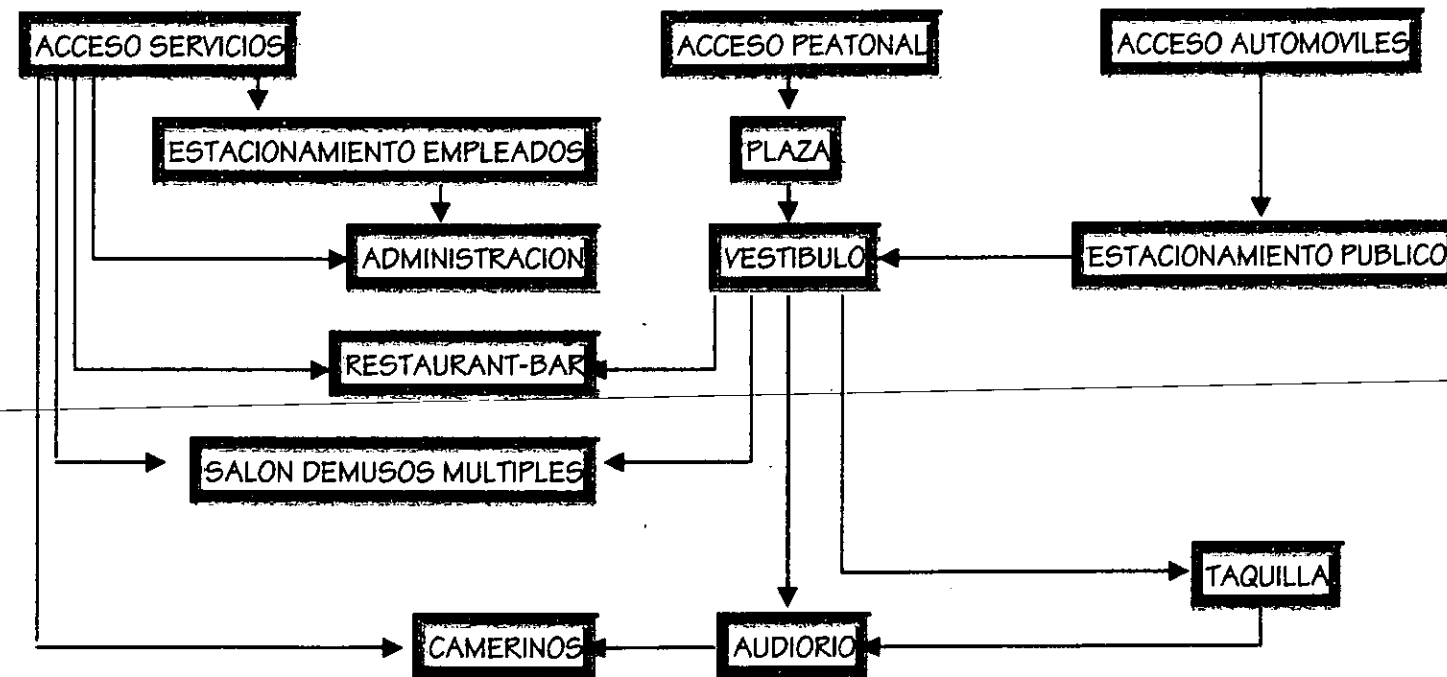 ACCESO SERVICIOS
ACCESO PEATONAL
ACCESO AUTOMOVILES
ESTACIONAMIENTO EMPLEADOS
PLAZA
ADMINISTRACION
VESTIBULO
ESTACIONAMIENTO PUBLICO
RESTAURANT-BAR
SALON DEMUSOS MULTIPLES
TAQUILLA
CAMERINOS
AUDIORIO